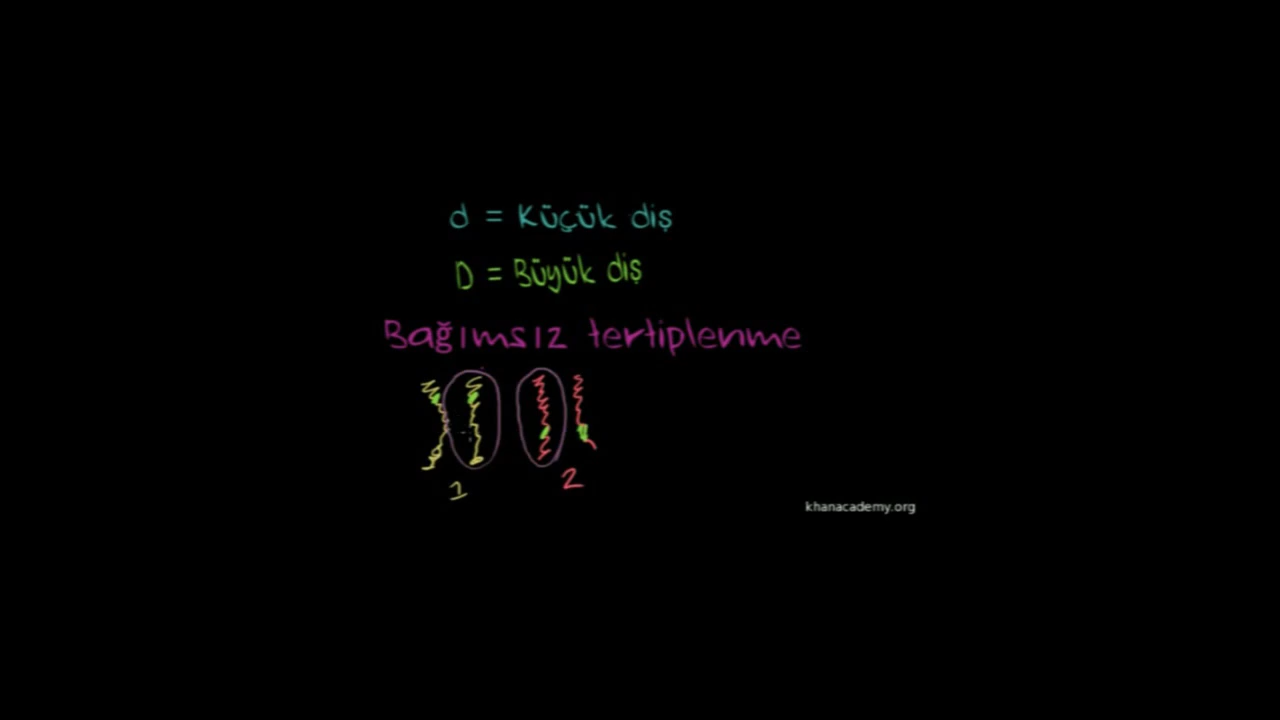 d = Küçük diş
D = Büyük diş
Bağımsız tertiplenme
1 2
khanacademy.org